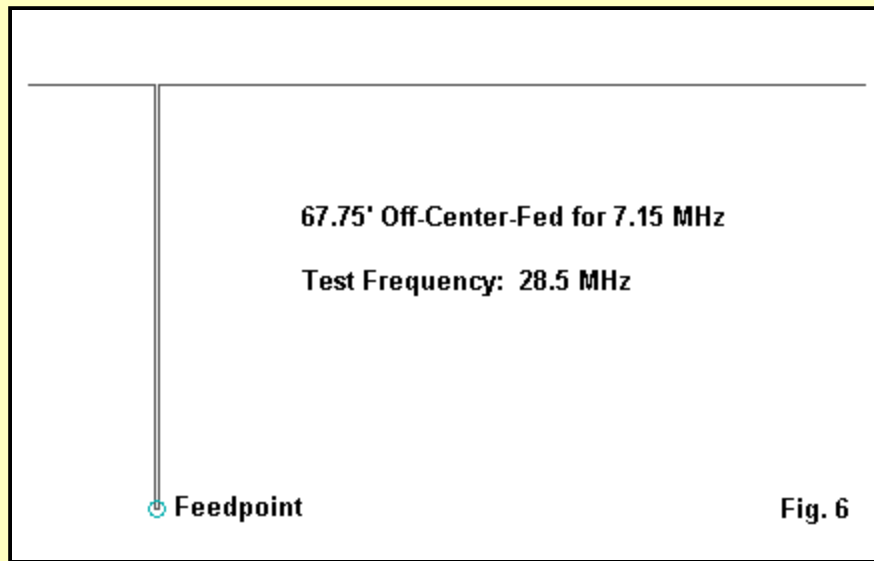 67.75' Off-Center-Fed for 7.15 MHz
Test Frequency: 28.5 MHz
Feedpoint
Fig. 6